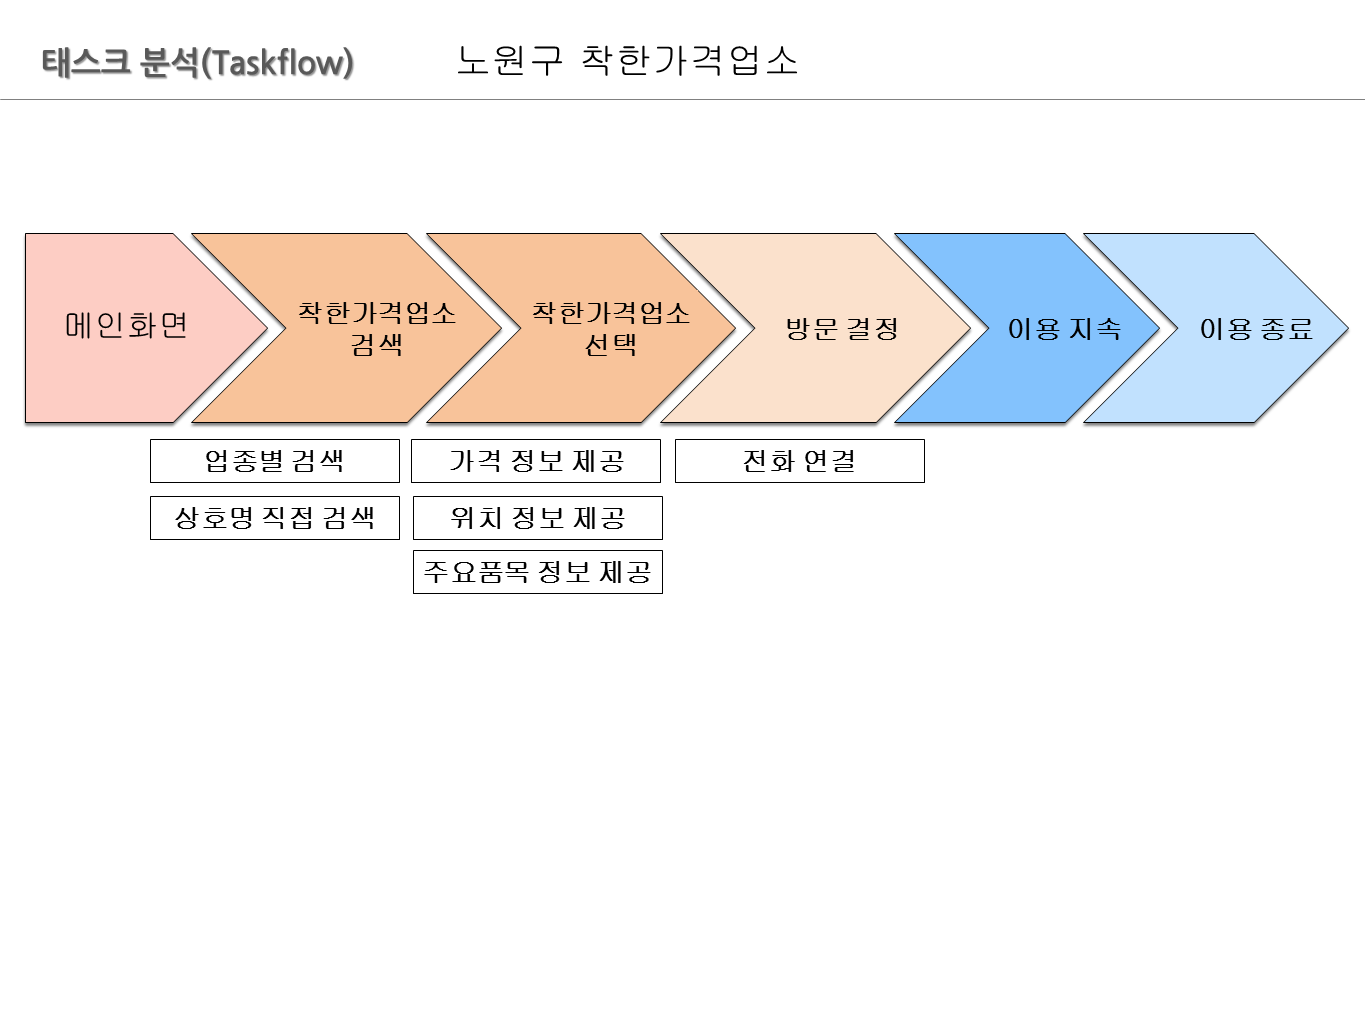 태스크 분석(Taskflow)
노원구 착한가격업소
메인화면
착한가격업소
검색
착한가격업소
선택
방문 결정
이용 지속
이용 종료
업종별 검색
가격 정보 제공
전화 연결
상호명 직접 검색
위치 정보 제공
주요품목 정보 제공